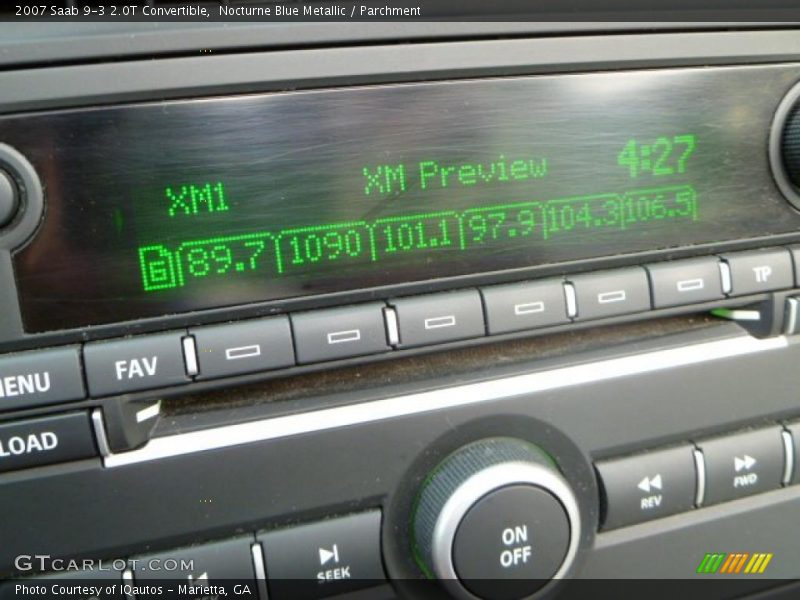 2007 Saab 9-3 2.0T Convertible, Nocturne Blue Metallic / Parchment
XM1 XM Preview 4:27
6 89.7 1090 101.1 97.9 104.3 106.5
MENU FAV TP
LOAD
REV FWD
ON
OFF
SEEK
GTCARLOT.COM
Photo Courtesy of IQautos - Marietta, GA